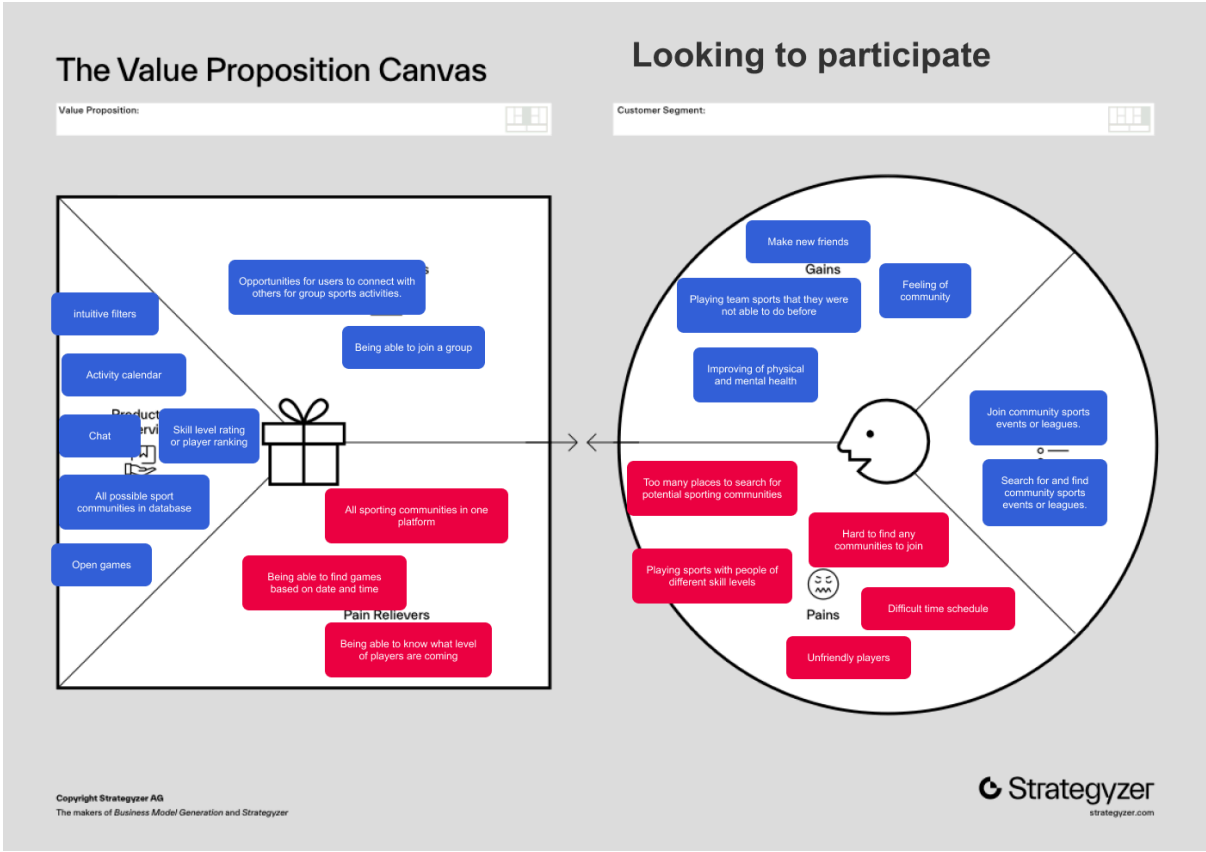 The Value Proposition Canvas
Looking to participate
Value Proposition:
Customer Segment:
Opportunities for users to connect with
others for group sports activities.
s
Being able to join a group
intuitive filters
Activity calendar
Product
ervi
Chat
Skill level rating
or player ranking
All possible sport
communities in database
Open games
All sporting communities in one
platform
Being able to find games
based on date and time
Pain Relievers
Being able to know what level
of players are coming
Make new friends
Gains
Feeling of
community
Playing team sports that they were
not able to do before
Improving of physical
and mental health
Join community sports
events or leagues.
Search for and find
community sports
events or leagues.
Too many places to search for
potential sporting communities
Hard to find any
communities to join
Playing sports with people of
different skill levels
Difficult time schedule
Pains
Unfriendly players
Copyright Strategyzer AG
The makers of Business Model Generation and Strategyzer
Strategyzer
strategyzer.com